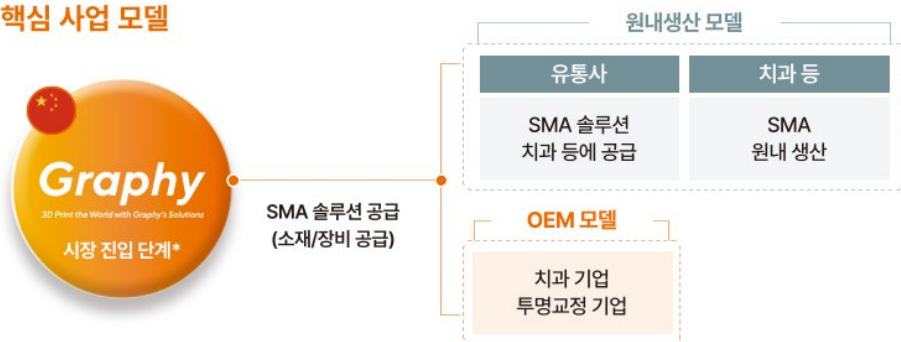 핵심 사업 모델
Graphy
3D Print the World with Graphy's Solutions
시장 진입 단계*
SMA 솔루션 공급
(소재/장비 공급)
원내생산 모델
유통사
SMA 솔루션
치과 등에 공급
치과 등
SMA
원내 생산
OEM 모델
치과 기업
투명교정 기업